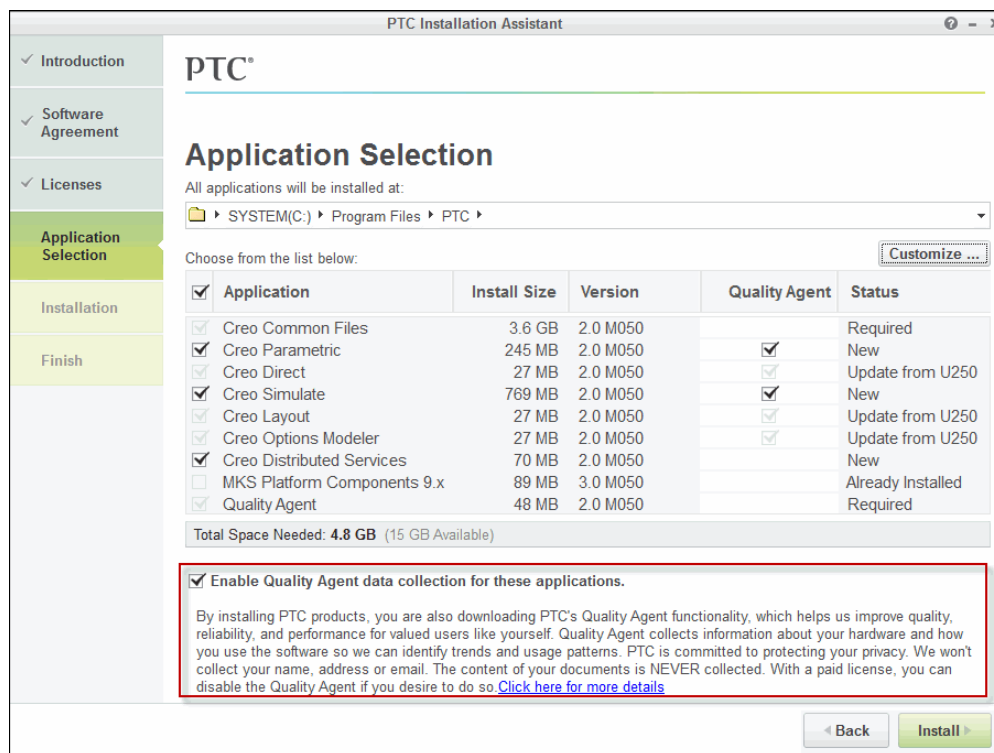 PTC Installation Assistant
Introduction
Software
Agreement
Licenses
Application
Selection
Installation
Finish
PTC®
Application Selection
All applications will be installed at:
SYSTEM(C:) Program Files PTC
Choose from the list below:
Customize ...
Application Install Size Version Quality Agent Status
Creo Common Files 3.6 GB 2.0 M050 Required
Creo Parametric 245 MB 2.0 M050 New
Creo Direct 27 MB 2.0 M050 Update from U250
Creo Simulate 769 MB 2.0 M050 New
Creo Layout 27 MB 2.0 M050 Update from U250
Creo Options Modeler 27 MB 2.0 M050 Update from U250
Creo Distributed Services 70 MB 2.0 M050 New
MKS Platform Components 9.x 89 MB 3.0 M050 Already Installed
Quality Agent 48 MB 2.0 M050 Required
Total Space Needed: 4.8 GB (15 GB Available)
Enable Quality Agent data collection for these applications.
By installing PTC products, you are also downloading PTC's Quality Agent functionality, which helps us improve quality,
reliability, and performance for valued users like yourself. Quality Agent collects information about your hardware and how
you use the software so we can identify trends and usage patterns. PTC is committed to protecting your privacy. We won't
collect your name, address or email. The content of your documents is NEVER collected. With a paid license, you can
disable the Quality Agent if you desire to do so.Click here for more details
Back Install